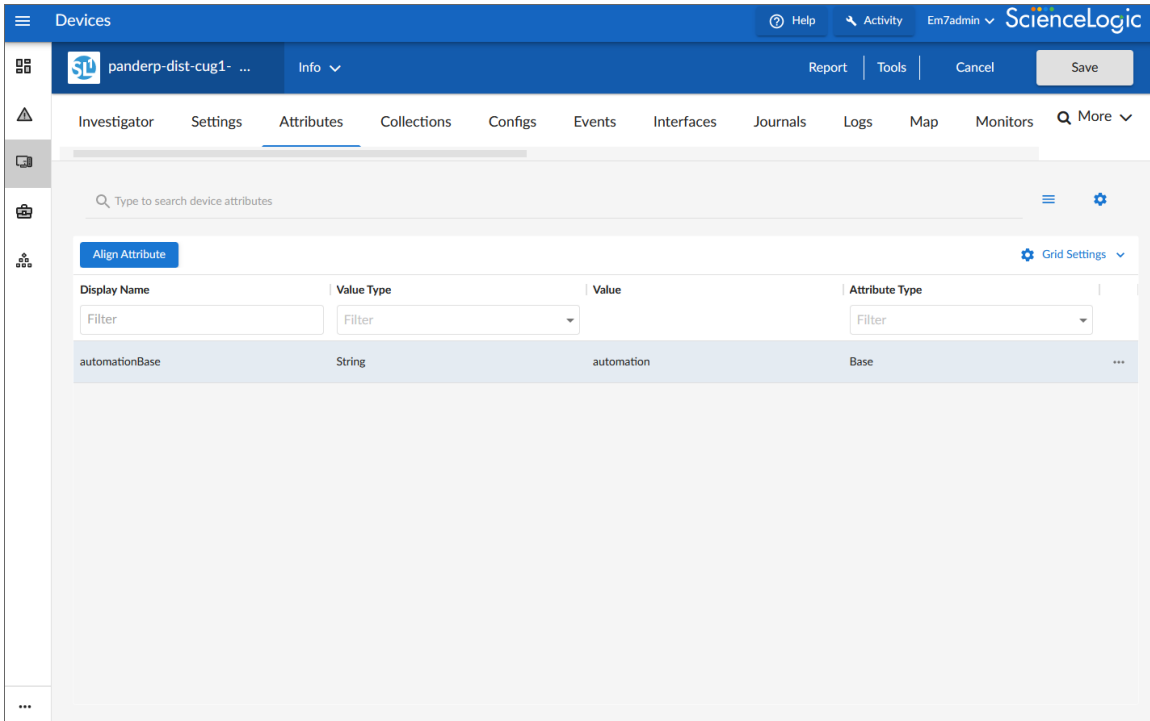 Devices
Help
Activity
Em7admin
ScienceLogic
panderp-dist-cug1- ...
Info
Report
Tools
Cancel
Save
Investigator
Settings
Attributes
Collections
Configs
Events
Interfaces
Journals
Logs
Map
Monitors
More
Type to search device attributes
Align Attribute
Grid Settings
Display Name
Value Type
Value
Attribute Type
Filter
Filter
Filter
automationBase
String
automation
Base